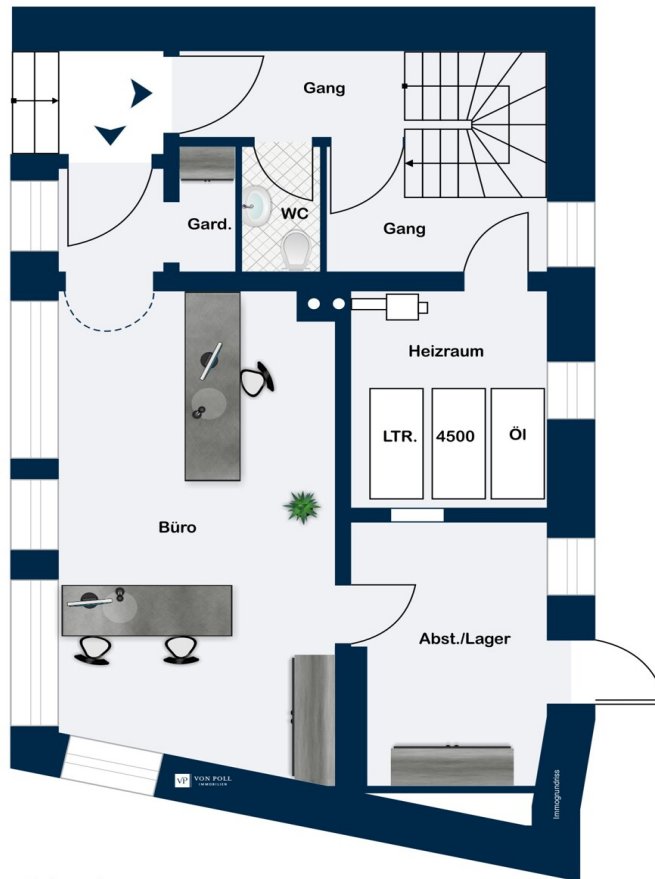 Gang
WC
Gard.
Gang
Heizraum
LTR.
4500
Öl
Büro
Abst./Lager
VP VON POLL
IMMOBILIEN
Immogrundriss